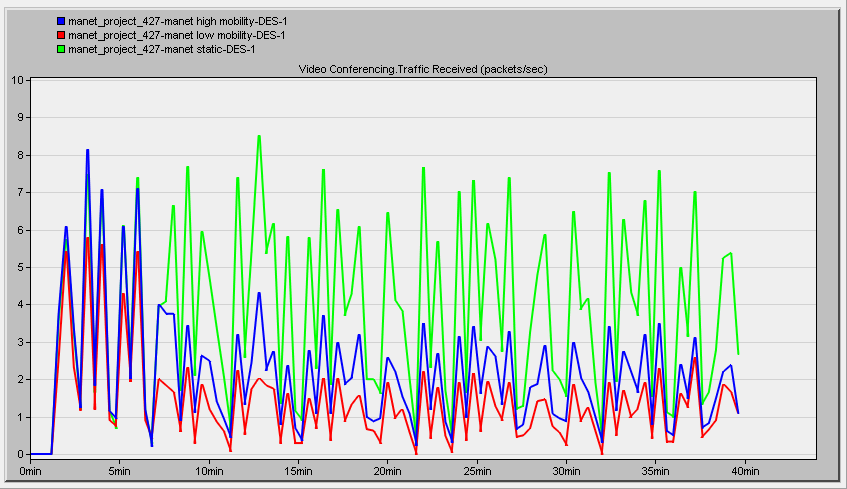 manet_project_427-manet high mobility-DES-1
manet_project_427-manet low mobility-DES-1
manet_project_427-manet static-DES-1
Video Conferencing.Traffic Received (packets/sec)
10
9
8
7
6
5
4
3
2
1
0
0min 5min 10min 15min 20min 25min 30min 35min 40min